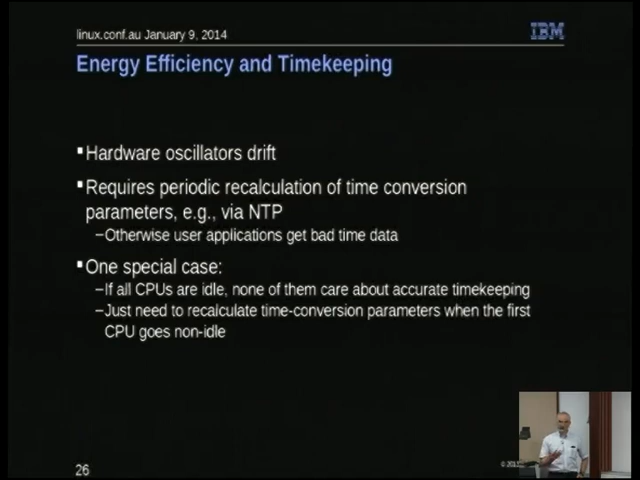 linux.conf.au January 9, 2014
IBM
Energy Efficiency and Timekeeping
▪Hardware oscillators drift
▪Requires periodic recalculation of time conversion
parameters, e.g., via NTP
–Otherwise user applications get bad time data
▪One special case:
–If all CPUs are idle, none of them care about accurate timekeeping
–Just need to recalculate time-conversion parameters when the first
CPU goes non-idle
26